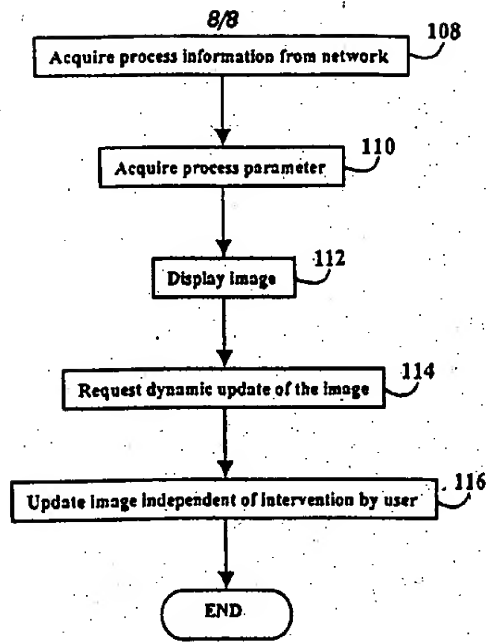 8/8
Acquire process information from network
108
Acquire process parameter
110
Display image
112
Request dynamic update of the image
114
Update image independent of intervention by user
116
END